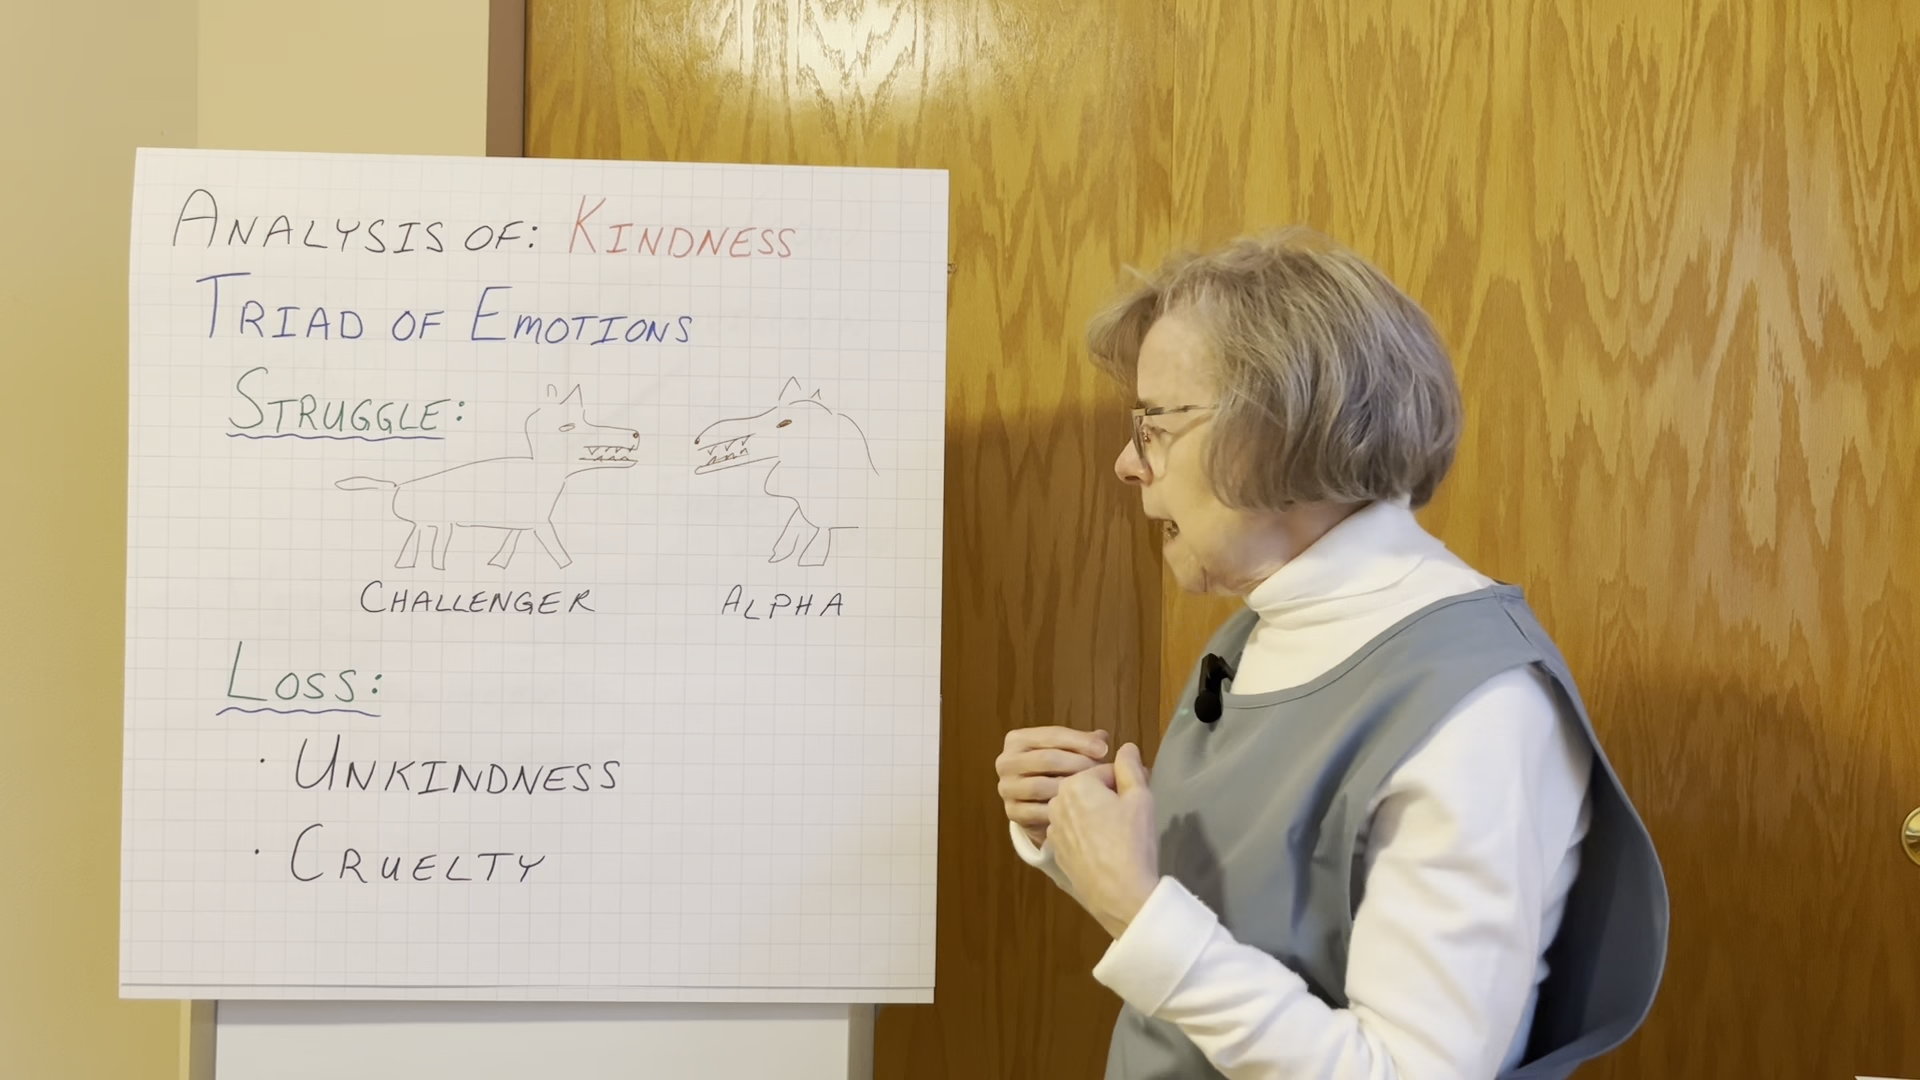 ANALYSIS OF: KINDNESS
TRIAD OF EMOTIONS
STRUGGLE:
CHALLENGER ALPHA
LOSS:
· UNKINDNESS
· CRUELTY